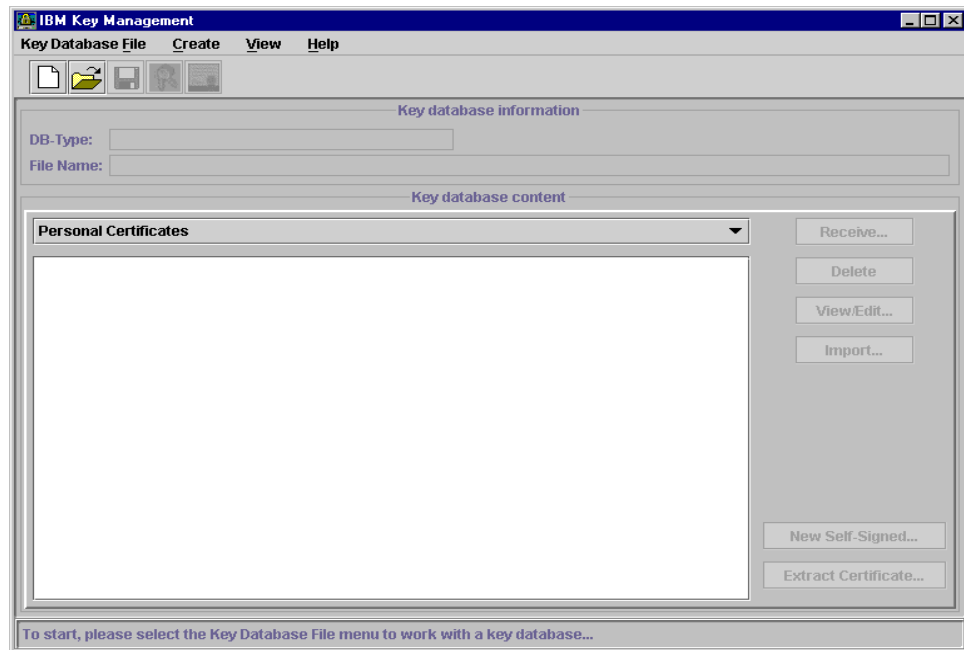 IBM Key Management
Key Database File Create View Help
Key database information
DB-Type:
File Name:
Key database content
Personal Certificates
Receive...
Delete
View/Edit...
Import...
New Self-Signed...
Extract Certificate...
To start, please select the Key Database File menu to work with a key database...